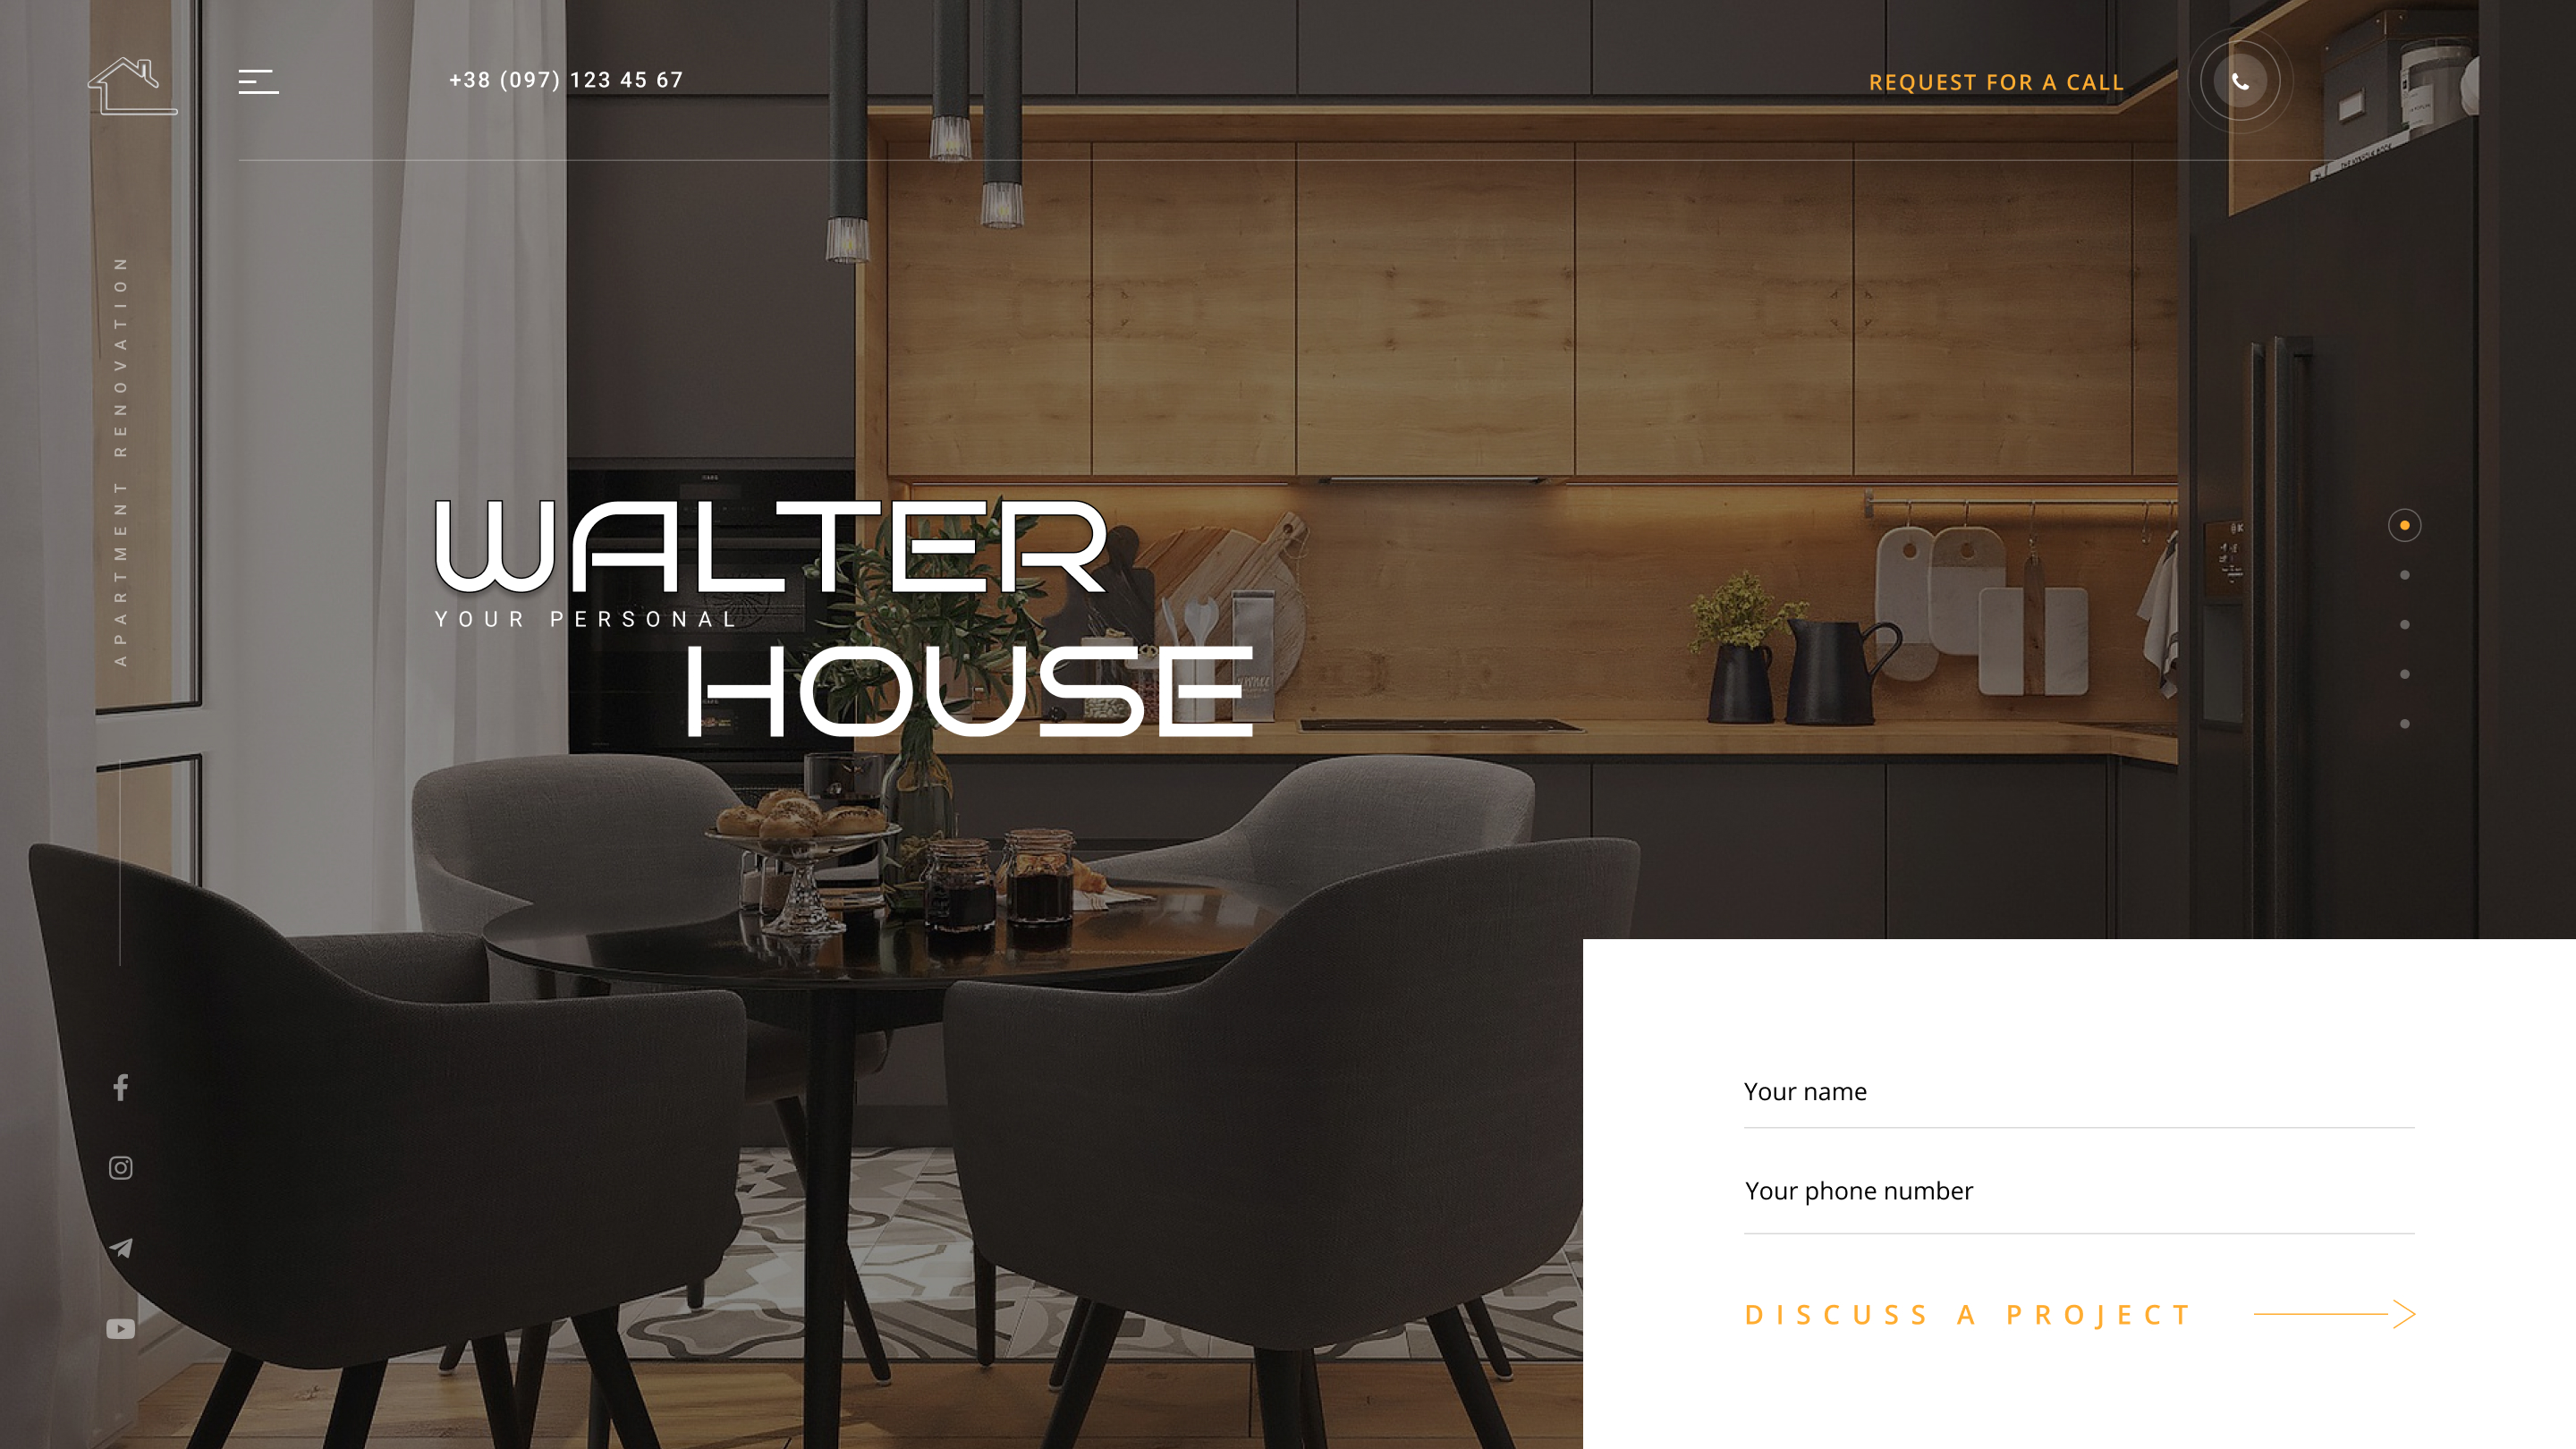 +38 (097) 123 45 67
REQUEST FOR A CALL
APARTMENT RENOVATION
WALTER
YOUR PERSONAL
HOUSE
Your name
Your phone number
DISCUSS A PROJECT